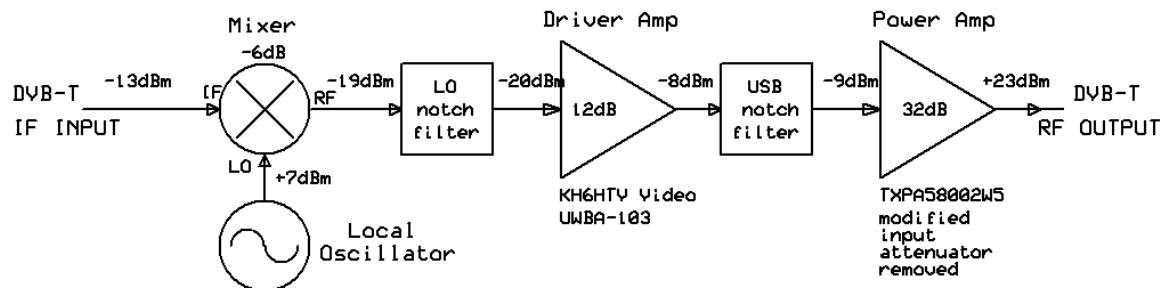 Mixer
-6dB
Driver Amp
Power Amp
DVB-T
IF INPUT
-13dBm
IF
RF
-19dBm
LO
notch
filter
-20dBm
12dB
-8dBm
USB
notch
filter
-9dBm
32dB
+23dBm
DVB-T
RF OUTPUT
LO
+7dBm
Local
Oscillator
KH6HTV Video
UWBA-103
TXPA58002W5
modified
input
attenuator
removed